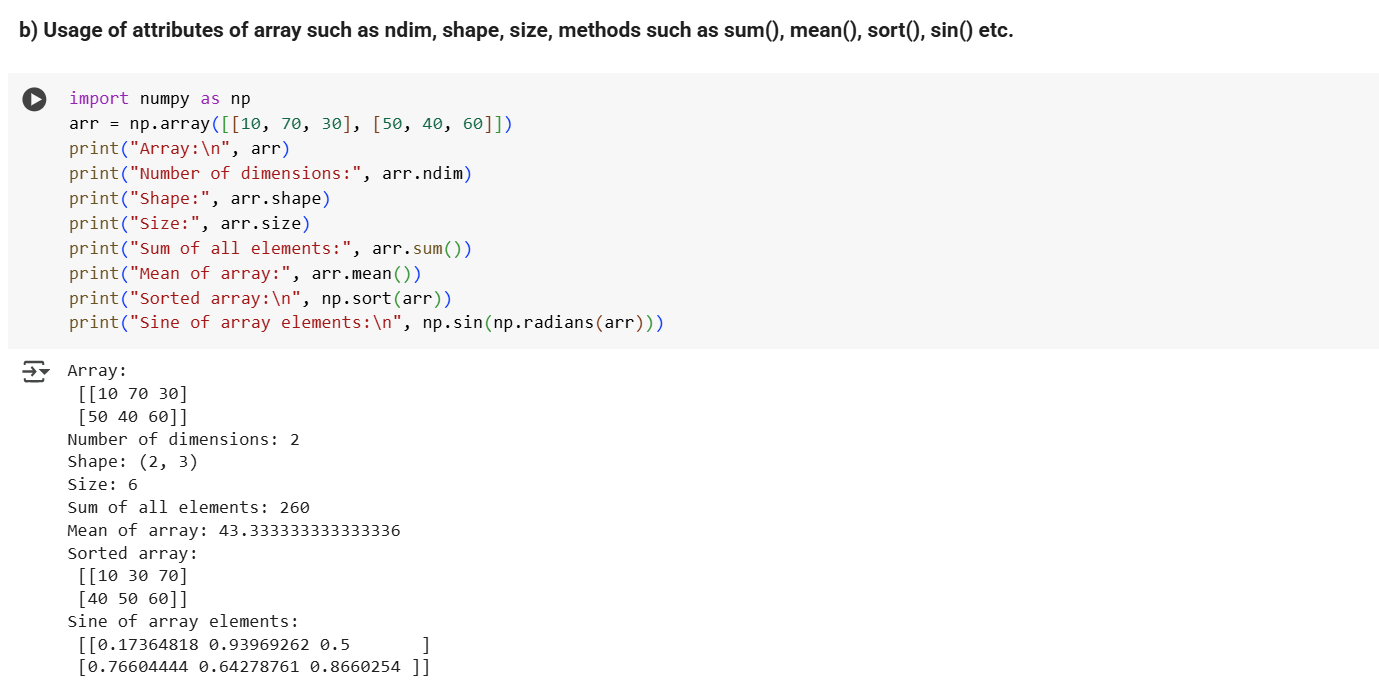 b) Usage of attributes of array such as ndim, shape, size, methods such as sum(), mean(), sort(), sin() etc.
import numpy as np
arr = np.array([[10, 70, 30], [50, 40, 60]])
print("Array:\n", arr)
print("Number of dimensions:", arr.ndim)
print("Shape:", arr.shape)
print("Size:", arr.size)
print("Sum of all elements:", arr.sum())
print("Mean of array:", arr.mean())
print("Sorted array:\n", np.sort(arr))
print("Sine of array elements:\n", np.sin(np.radians(arr)))
Array:
 [[10 70 30]
 [50 40 60]]
Number of dimensions: 2
Shape: (2, 3)
Size: 6
Sum of all elements: 260
Mean of array: 43.333333333333336
Sorted array:
 [[10 30 70]
 [40 50 60]]
Sine of array elements:
 [[0.17364818 0.93969262 0.5       ]
 [0.76604444 0.64278761 0.8660254 ]]